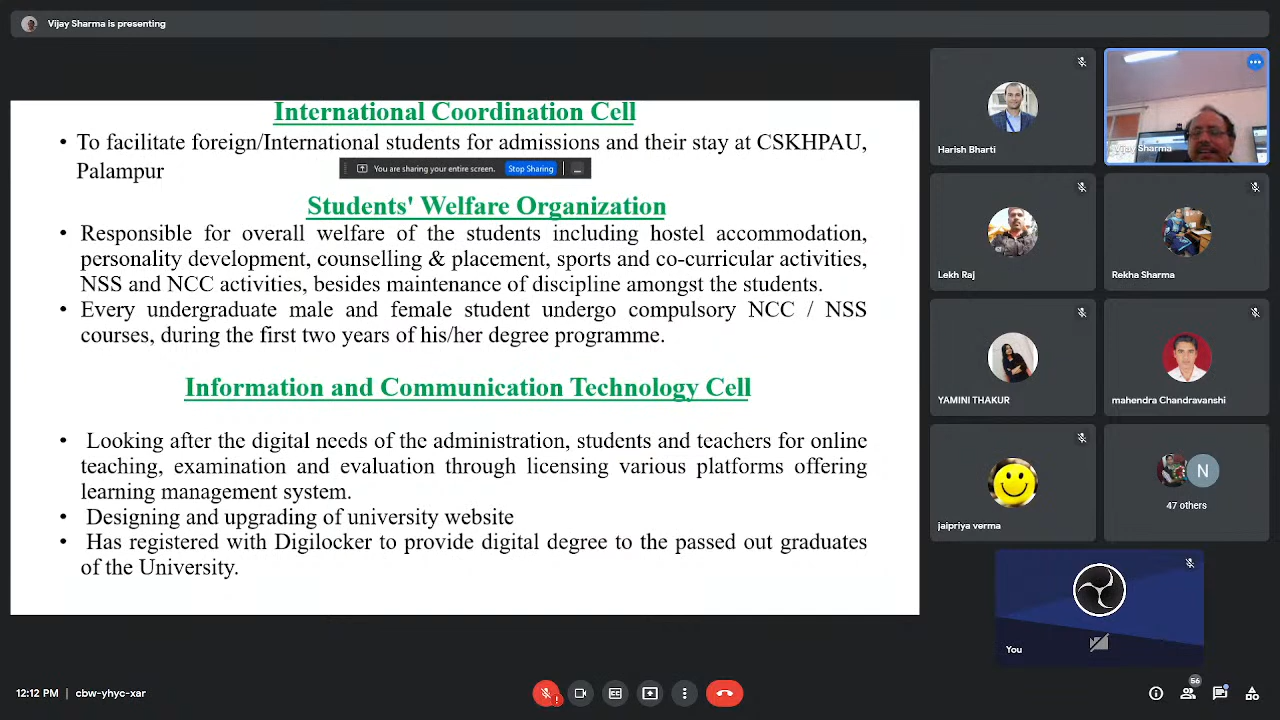 Vijay Sharma is presenting
International Coordination Cell
• To facilitate foreign/International students for admissions and their stay at CSKHPAU,
Palampur
You are sharing your entire screen.
Stop Sharing
Students' Welfare Organization
• Responsible for overall welfare of the students including hostel accommodation,
personality development, counselling & placement, sports and co-curricular activities,
NSS and NCC activities, besides maintenance of discipline amongst the students.
• Every undergraduate male and female student undergo compulsory NCC / NSS
courses, during the first two years of his/her degree programme.
Information and Communication Technology Cell
• Looking after the digital needs of the administration, students and teachers for online
teaching, examination and evaluation through licensing various platforms offering
learning management system.
• Designing and upgrading of university website
• Has registered with Digilocker to provide digital degree to the passed out graduates
of the University.
Harish Bharti
Vijay Sharma
Lekh Raj
Rekha Sharma
YAMINI THAKUR
mahendra Chandravanshi
jaipriya verma
N
47 others
You
12:12 PM | cbw-yhyc-xar
56